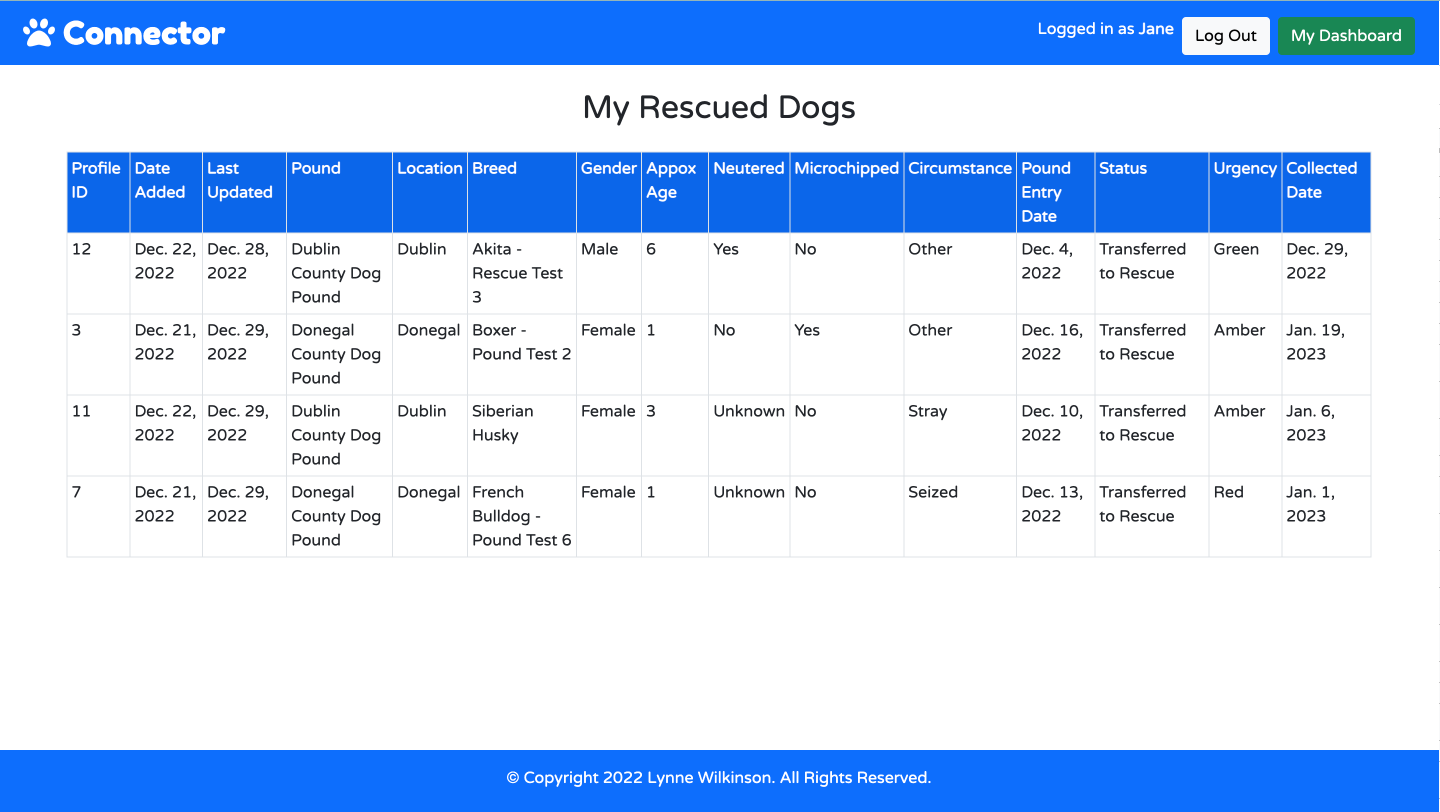 Connector
Logged in as Jane
Log Out
My Dashboard
My Rescued Dogs
Profile ID | Date Added | Last Updated | Pound | Location | Breed | Gender | Appox Age | Neutered | Microchipped | Circumstance | Pound Entry Date | Status | Urgency | Collected Date
12 | Dec. 22, 2022 | Dec. 28, 2022 | Dublin County Dog Pound | Dublin | Akita - Rescue Test 3 | Male | 6 | Yes | No | Other | Dec. 4, 2022 | Transferred to Rescue | Green | Dec. 29, 2022
3 | Dec. 21, 2022 | Dec. 29, 2022 | Donegal County Dog Pound | Donegal | Boxer - Pound Test 2 | Female | 1 | No | Yes | Other | Dec. 16, 2022 | Transferred to Rescue | Amber | Jan. 19, 2023
11 | Dec. 22, 2022 | Dec. 29, 2022 | Dublin County Dog Pound | Dublin | Siberian Husky | Female | 3 | Unknown | No | Stray | Dec. 10, 2022 | Transferred to Rescue | Amber | Jan. 6, 2023
7 | Dec. 21, 2022 | Dec. 29, 2022 | Donegal County Dog Pound | Donegal | French Bulldog - Pound Test 6 | Female | 1 | Unknown | No | Seized | Dec. 13, 2022 | Transferred to Rescue | Red | Jan. 1, 2023
© Copyright 2022 Lynne Wilkinson. All Rights Reserved.